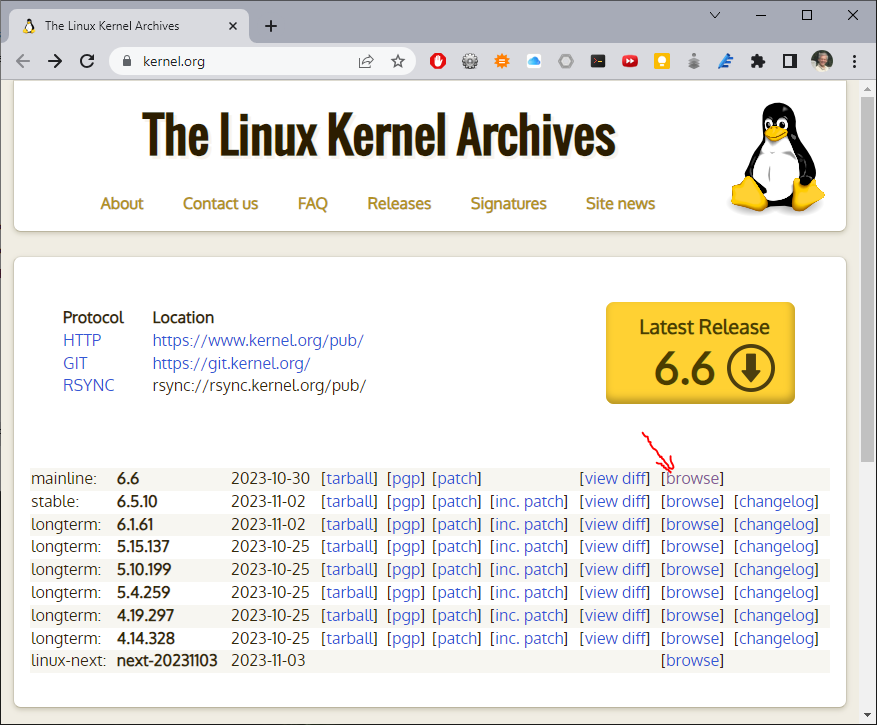 The Linux Kernel Archives
kernel.org
The Linux Kernel Archives
About Contact us FAQ Releases Signatures Site news
Protocol Location
HTTP https://www.kernel.org/pub/
GIT https://git.kernel.org/
RSYNC rsync://rsync.kernel.org/pub/
Latest Release
6.6
mainline: 6.6 2023-10-30 [tarball] [pgp] [patch] [view diff] [browse]
stable: 6.5.10 2023-11-02 [tarball] [pgp] [patch] [inc. patch] [view diff] [browse] [changelog]
longterm: 6.1.61 2023-11-02 [tarball] [pgp] [patch] [inc. patch] [view diff] [browse] [changelog]
longterm: 5.15.137 2023-10-25 [tarball] [pgp] [patch] [inc. patch] [view diff] [browse] [changelog]
longterm: 5.10.199 2023-10-25 [tarball] [pgp] [patch] [inc. patch] [view diff] [browse] [changelog]
longterm: 5.4.259 2023-10-25 [tarball] [pgp] [patch] [inc. patch] [view diff] [browse] [changelog]
longterm: 4.19.297 2023-10-25 [tarball] [pgp] [patch] [inc. patch] [view diff] [browse] [changelog]
longterm: 4.14.328 2023-10-25 [tarball] [pgp] [patch] [inc. patch] [view diff] [browse] [changelog]
linux-next: next-20231103 2023-11-03 [browse]